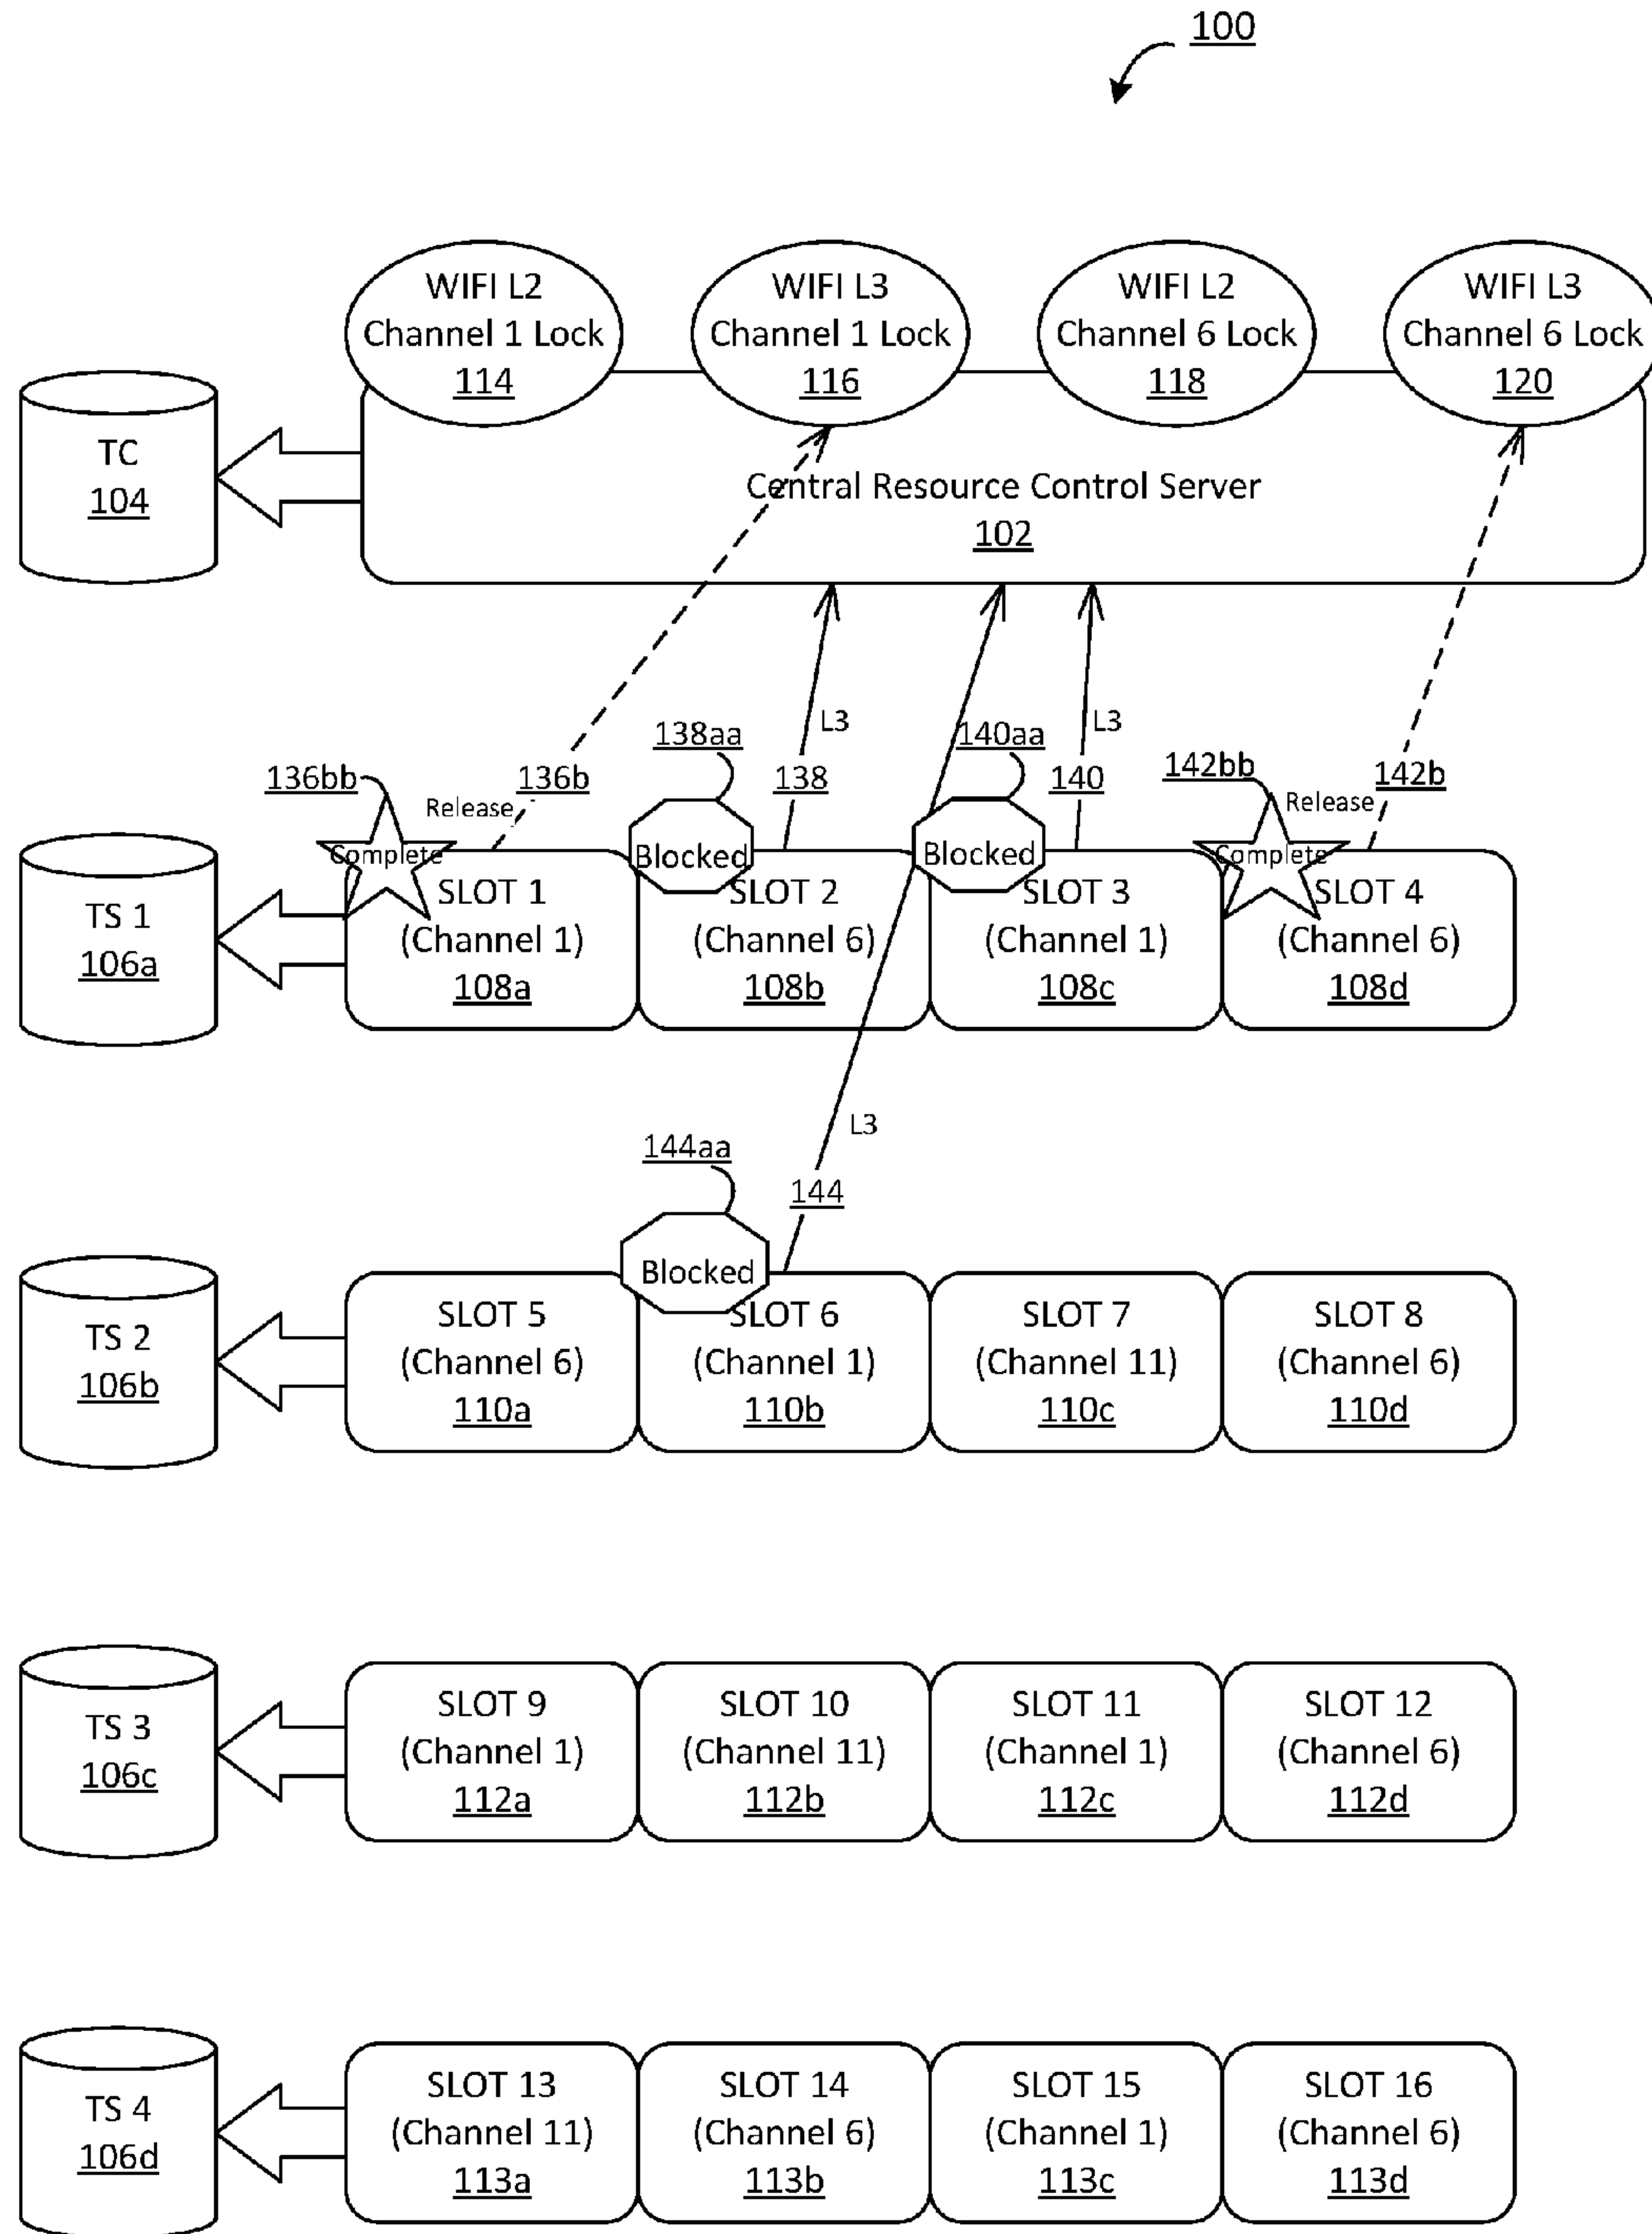 100
WIFI L2
Channel 1 Lock
114
WIFI L3
Channel 1 Lock
116
WIFI L2
Channel 6 Lock
118
WIFI L3
Channel 6 Lock
120
TC
104
Central Resource Control Server
102
L3
L3
138aa
140aa
136bb
136b
138
140
142bb
142b
Release
Release
Complete
Blocked
Blocked
Complete
TS 1
106a
SLOT 1
(Channel 1)
108a
SLOT 2
(Channel 6)
108b
SLOT 3
(Channel 1)
108c
SLOT 4
(Channel 6)
108d
L3
144aa
144
Blocked
TS 2
106b
SLOT 5
(Channel 6)
110a
SLOT 6
(Channel 1)
110b
SLOT 7
(Channel 11)
110c
SLOT 8
(Channel 6)
110d
TS 3
106c
SLOT 9
(Channel 1)
112a
SLOT 10
(Channel 11)
112b
SLOT 11
(Channel 1)
112c
SLOT 12
(Channel 6)
112d
TS 4
106d
SLOT 13
(Channel 11)
113a
SLOT 14
(Channel 6)
113b
SLOT 15
(Channel 1)
113c
SLOT 16
(Channel 6)
113d